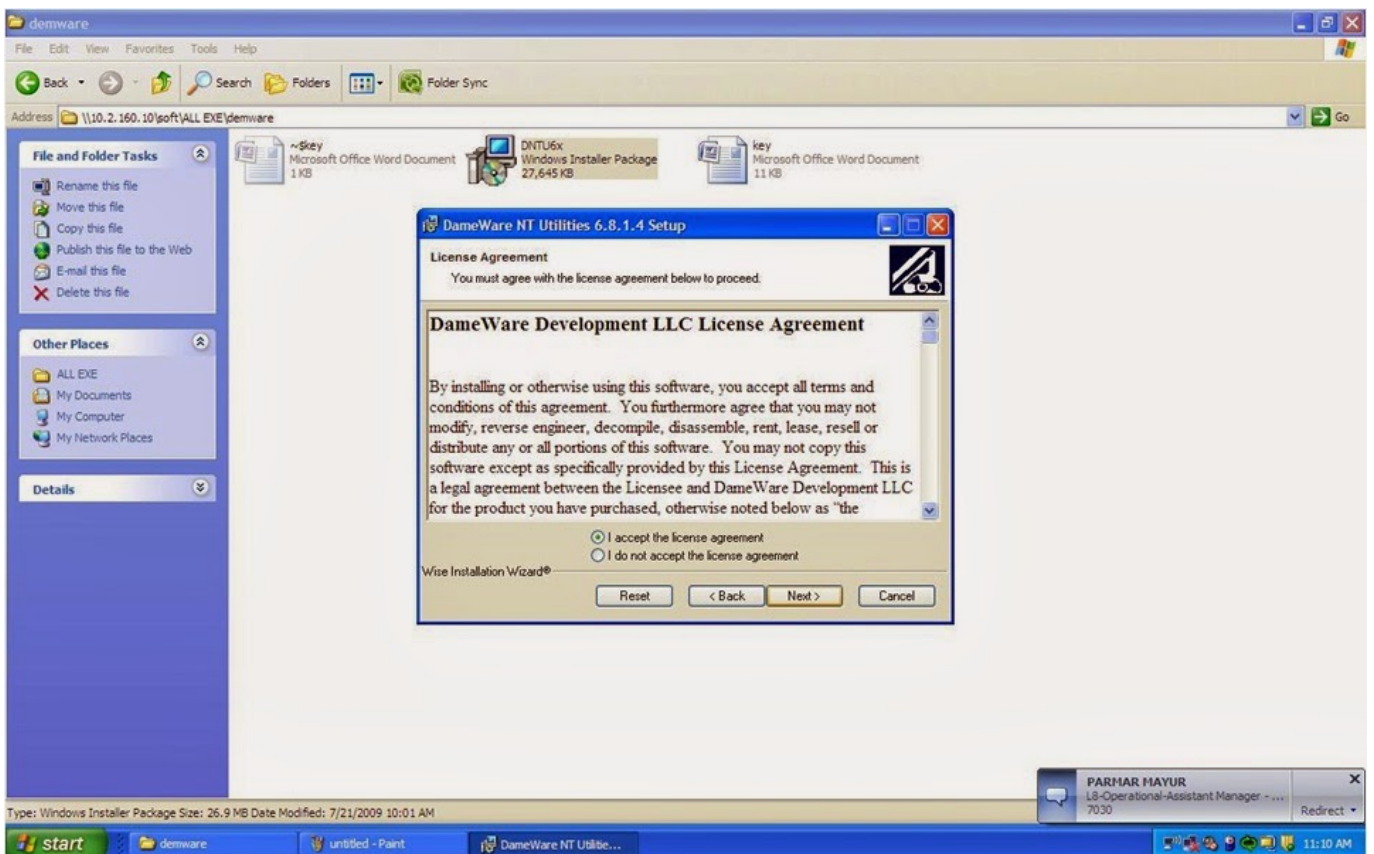 demware
File Edit View Favorites Tools Help
Back Search Folders Folder Sync
Address \\10.2.160.10\soft\ALL EXE\demware Go
File and Folder Tasks
Rename this file
Move this file
Copy this file
Publish this file to the Web
E-mail this file
Delete this file
Other Places
ALL EXE
My Documents
My Computer
My Network Places
Details
~$key
Microsoft Office Word Document
1 KB
DNTU6x
Windows Installer Package
27,645 KB
key
Microsoft Office Word Document
11 KB
DameWare NT Utilities 6.8.1.4 Setup
License Agreement
You must agree with the license agreement below to proceed.
DameWare Development LLC License Agreement
By installing or otherwise using this software, you accept all terms and
conditions of this agreement. You furthermore agree that you may not
modify, reverse engineer, decompile, disassemble, rent, lease, resell or
distribute any or all portions of this software. You may not copy this
software except as specifically provided by this License Agreement. This is
a legal agreement between the Licensee and DameWare Development LLC
for the product you have purchased, otherwise noted below as "the
I accept the license agreement
I do not accept the license agreement
Wise Installation Wizard®
Reset < Back Next > Cancel
PARMAR MAYUR
L8-Operational-Assistant Manager - ...
7030 Redirect
Type: Windows Installer Package Size: 26.9 MB Date Modified: 7/21/2009 10:01 AM
start demware untitled - Paint DameWare NT Utilitie... 11:10 AM